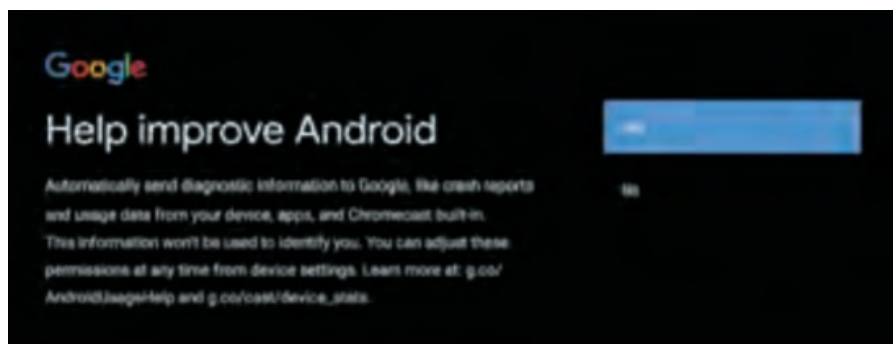 Google
Help improve Android
Automatically send diagnostic information to Google, like crash reports
and usage data from your device, apps, and Chromecast built-in.
This information won't be used to identify you. You can adjust these
permissions at any time from device settings. Learn more at: g.co/
AndroidUsageHelp and g.co/cast/device_stats.
No